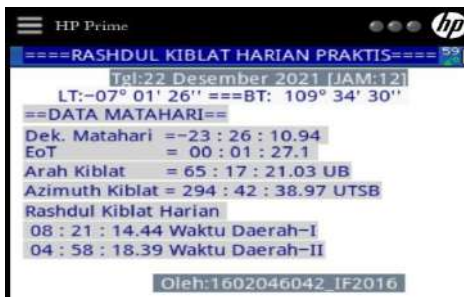 HP Prime
====RASHDUL KIBLAT HARIAN PRAKTIS==== 59
Tgl:22 Desember 2021 [JAM:12]
LT:−07° 01' 26'' ===BT: 109° 34' 30''
==DATA MATAHARI==
Dek. Matahari =−23 : 26 : 10.94
EoT = 00 : 01 : 27.1
Arah Kiblat = 65 : 17 : 21.03 UB
Azimuth Kiblat = 294 : 42 : 38.97 UTSB
Rashdul Kiblat Harian
08 : 21 : 14.44 Waktu Daerah−I
04 : 58 : 18.39 Waktu Daerah−II
Oleh:1602046042_IF2016